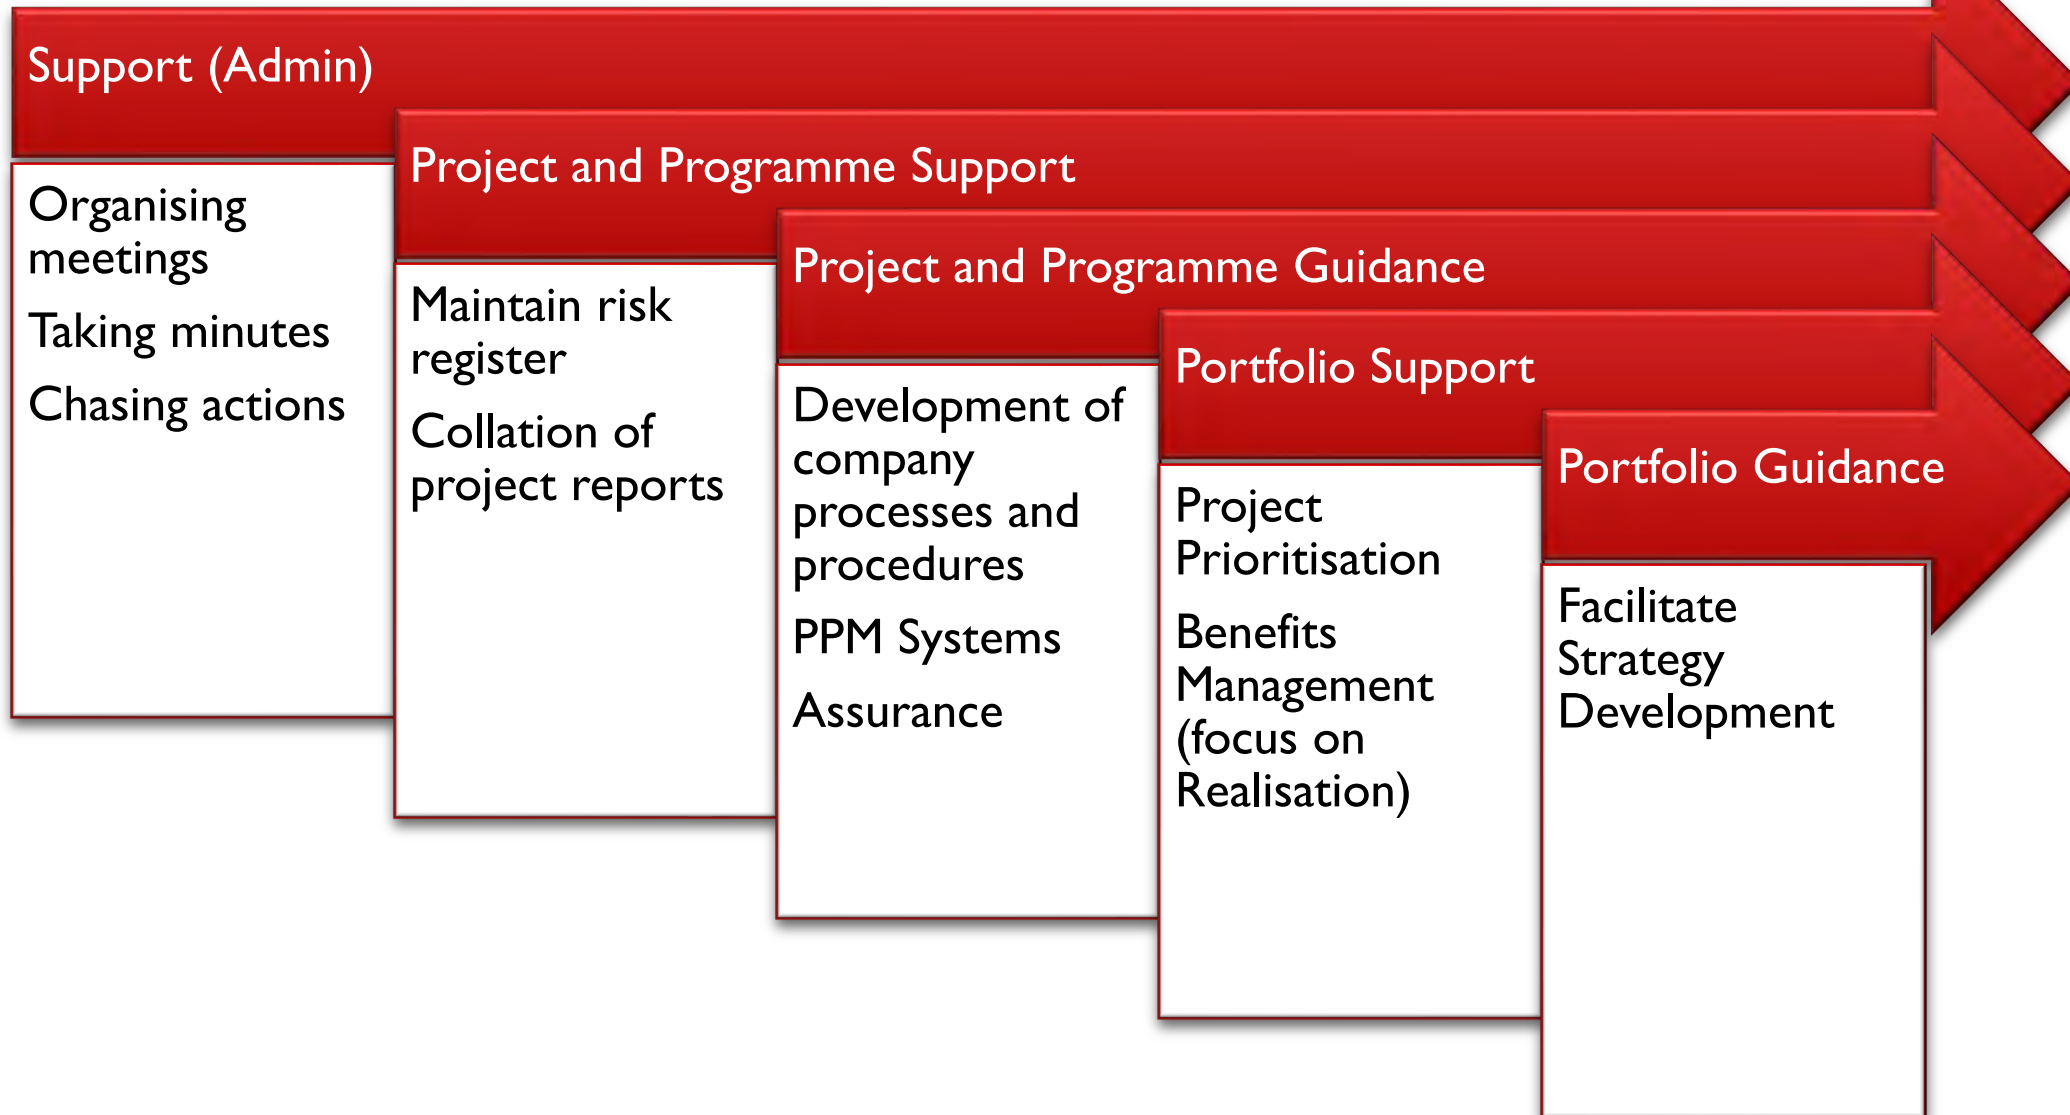 Support (Admin)
Organising
meetings
Taking minutes
Chasing actions
Project and Programme Support
Maintain risk
register
Collation of
project reports
Project and Programme Guidance
Development of
company
processes and
procedures
PPM Systems
Assurance
Portfolio Support
Project
Prioritisation
Benefits
Management
(focus on
Realisation)
Portfolio Guidance
Facilitate
Strategy
Development